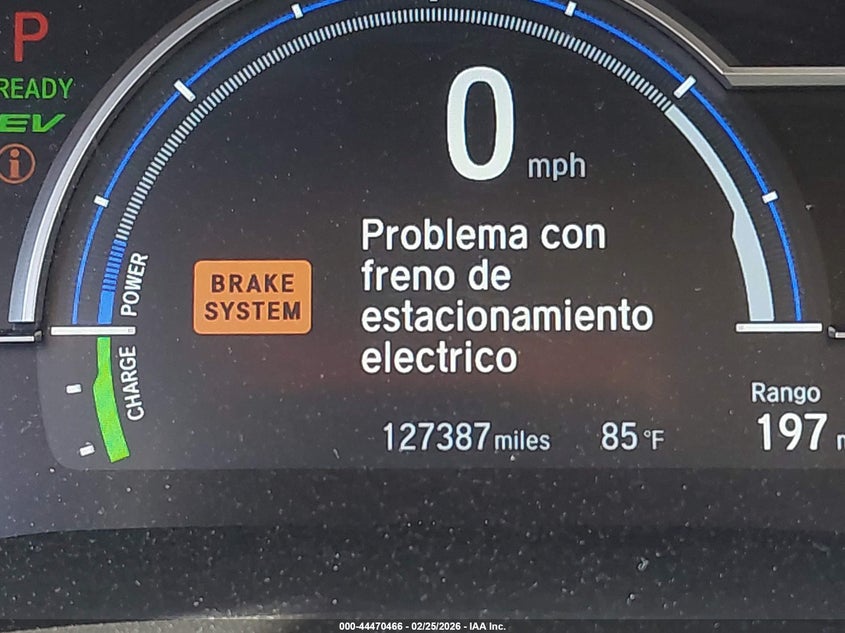 P
READY
EV
0 mph
Problema con
freno de
estacionamiento
electrico
BRAKE
SYSTEM
POWER
CHARGE
Rango
127387 miles 85°F 197
000-44470466 - 02/25/2026 - IAA Inc.